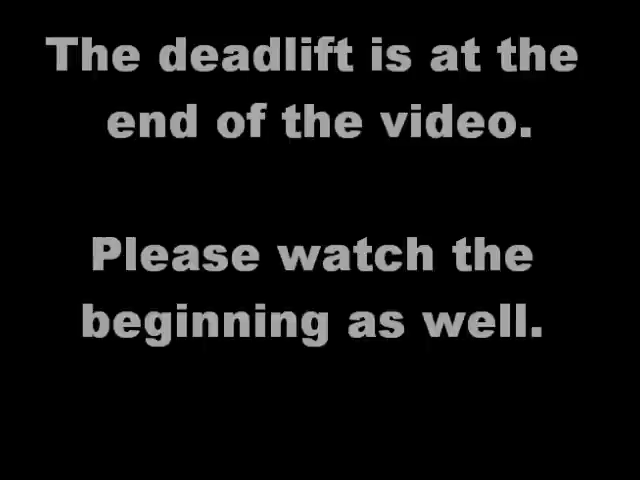 The deadlift is at the
end of the video.
Please watch the
beginning as well.